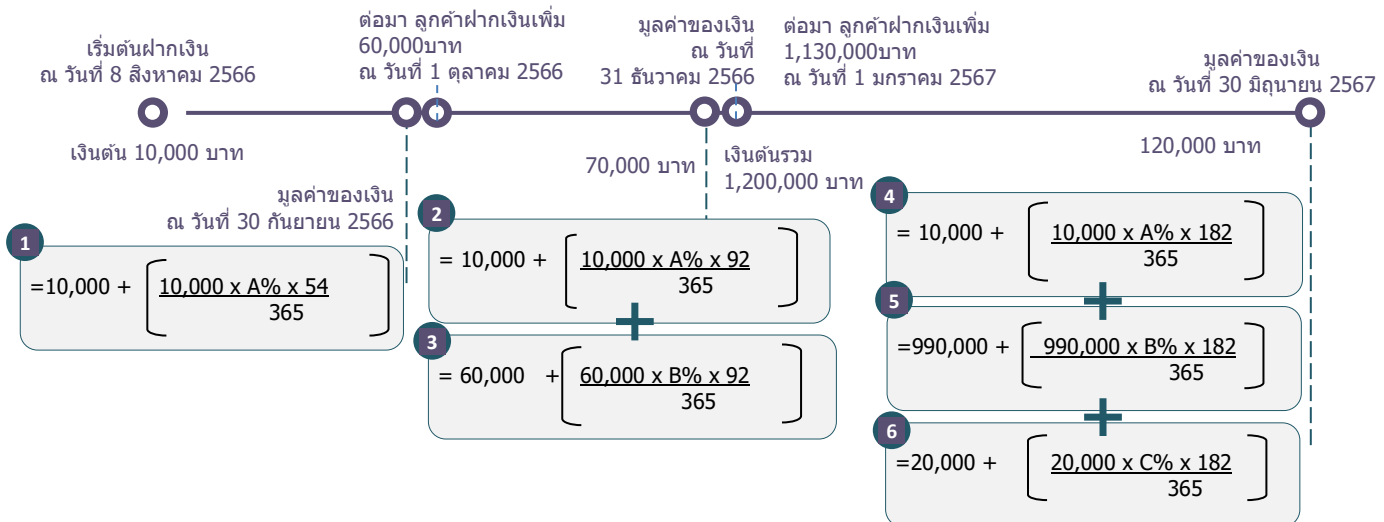 เริ่มต้นฝากเงิน
ณ วันที่ 8 สิงหาคม 2566
ต่อมา ลูกค้าฝากเงินเพิ่ม
60,000บาท
ณ วันที่ 1 ตุลาคม 2566
มูลค่าของเงิน
ณ วันที่
31 ธันวาคม 2566
ต่อมา ลูกค้าฝากเงินเพิ่ม
1,130,000บาท
ณ วันที่ 1 มกราคม 2567
มูลค่าของเงิน
ณ วันที่ 30 มิถุนายน 2567
เงินต้น 10,000 บาท
70,000 บาท
เงินต้นรวม
1,200,000 บาท
120,000 บาท
มูลค่าของเงิน
ณ วันที่ 30 กันยายน 2566
1
=10,000 + 10,000 x A% x 54
365
2
= 10,000 + 10,000 x A% x 92
365
+
3
= 60,000 + 60,000 x B% x 92
365
4
= 10,000 + 10,000 x A% x 182
365
+
5
=990,000 + 990,000 x B% x 182
365
+
6
=20,000 + 20,000 x C% x 182
365